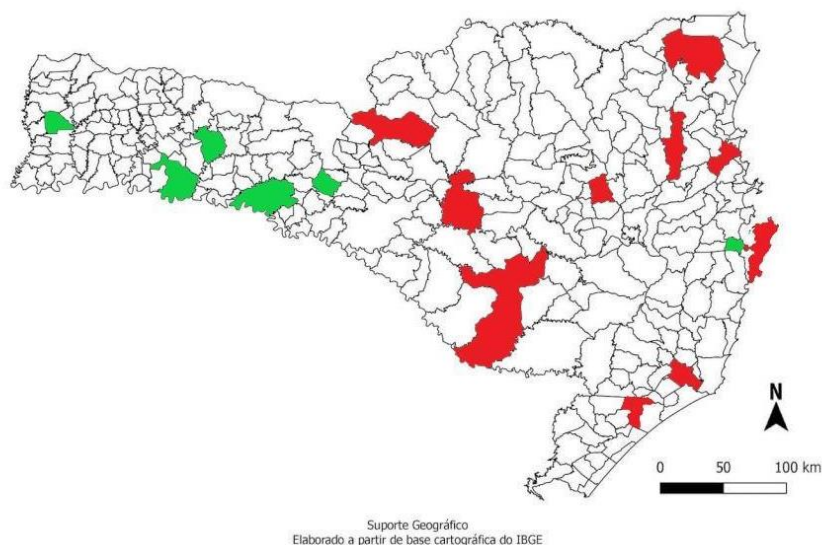 N
0 50 100 km
Suporte Geográfico
Elaborado a partir de base cartográfica do IBGE